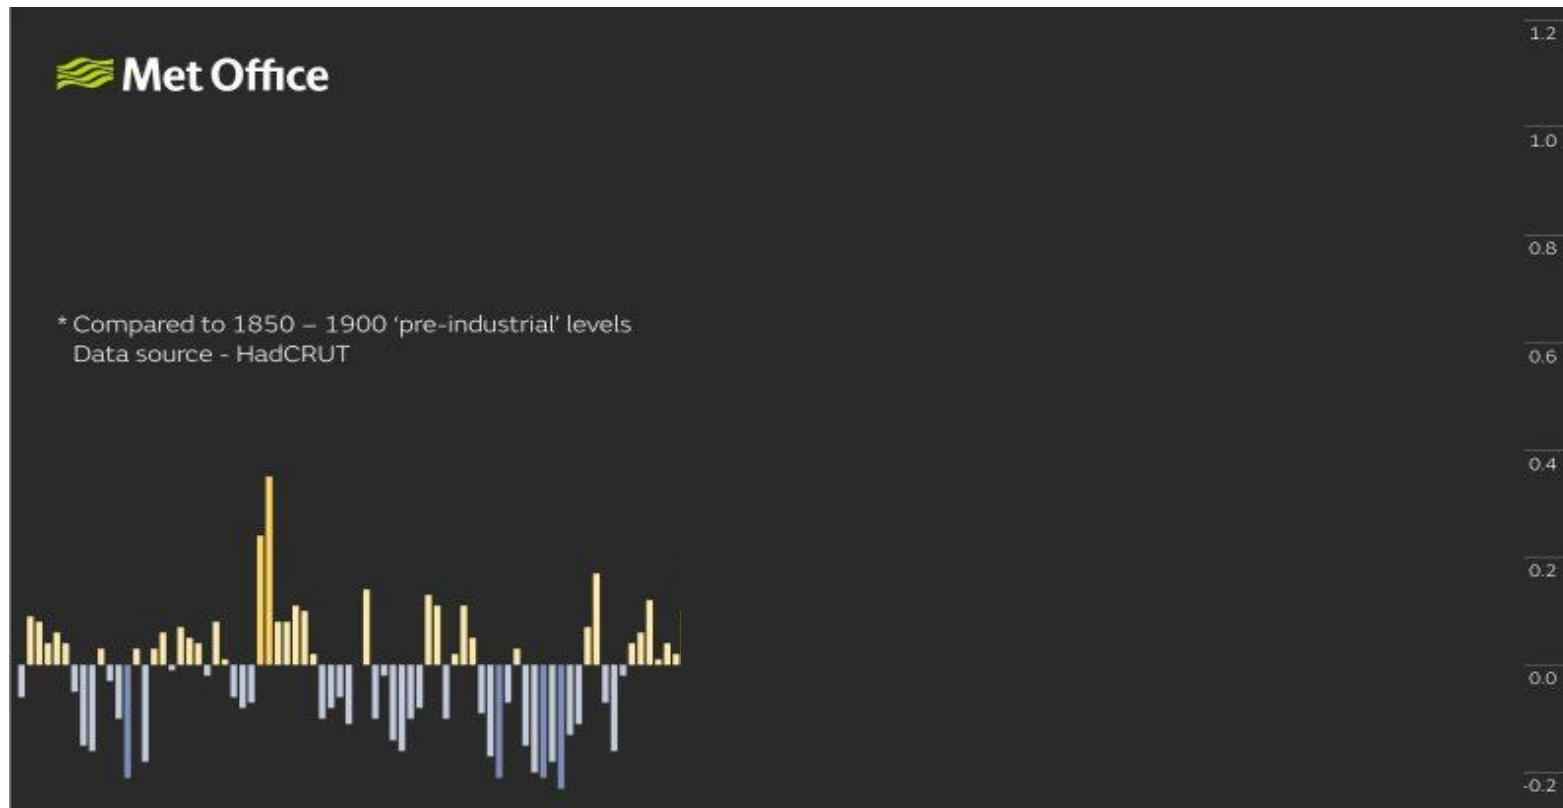 Met Office
* Compared to 1850 – 1900 ‘pre-industrial’ levels
Data source - HadCRUT
1.2
1.0
0.8
0.6
0.4
0.2
0.0
-0.2